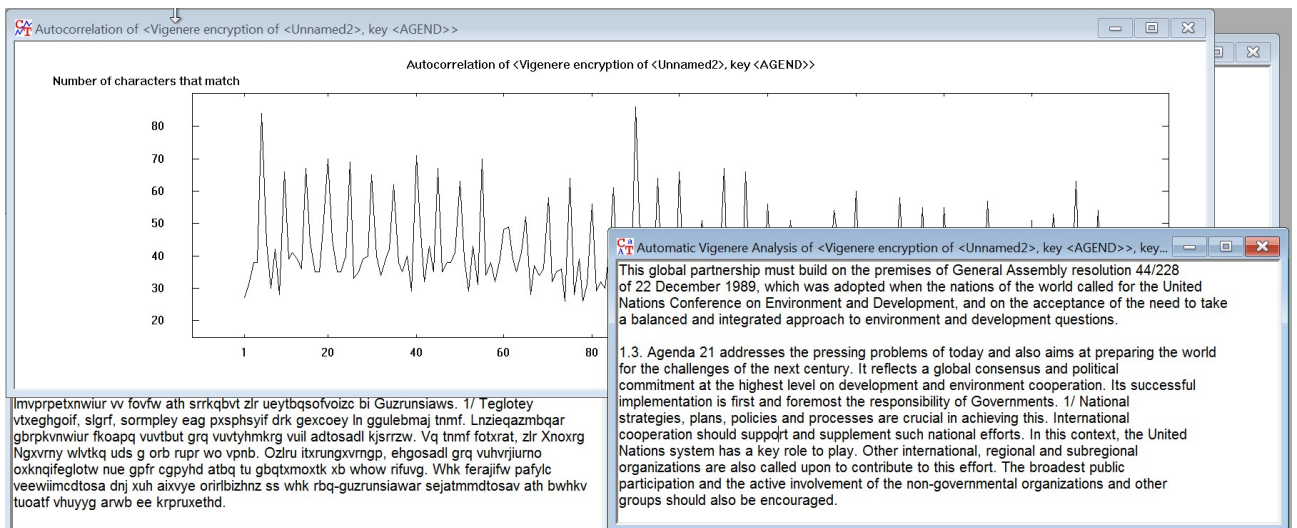 Autocorrelation of <Vigenere encryption of <Unnamed2>, key <AGEND>>
Autocorrelation of <Vigenere encryption of <Unnamed2>, key <AGEND>>
Number of characters that match
80
70
60
50
40
30
20
1
20
40
60
80
Automatic Vigenere Analysis of <Vigenere encryption of <Unnamed2>, key <AGEND>>, key...
This global partnership must build on the premises of General Assembly resolution 44/228
of 22 December 1989, which was adopted when the nations of the world called for the United
Nations Conference on Environment and Development, and on the acceptance of the need to take
a balanced and integrated approach to environment and development questions.
1.3. Agenda 21 addresses the pressing problems of today and also aims at preparing the world
for the challenges of the next century. It reflects a global consensus and political
commitment at the highest level on development and environment cooperation. Its successful
implementation is first and foremost the responsibility of Governments. 1/ National
strategies, plans, policies and processes are crucial in achieving this. International
cooperation should support and supplement such national efforts. In this context, the United
Nations system has a key role to play. Other international, regional and subregional
organizations are also called upon to contribute to this effort. The broadest public
participation and the active involvement of the non-governmental organizations and other
groups should also be encouraged.
lmvprpetxnwiur vv fovfw ath srrkqbvt zlr ueytbqsofvoizc bi Guzrunsiaws. 1/ Teglotey
vtxeghgoif, slgrf, sormpley eag pxsphsyif drk gexcoey ln ggulebmaj tnmf. Lnzieqazmbqar
gbrpkvnwiur fkoapq vuvtbut grq vuvtyhmkrg vuil adtosadl kjsrrzw. Vq tnmf fotxrat, zlr Xnoxrg
Ngxvrny wlvtkq uds g orb rupr wo vpnb. Ozlru itxrungxvrngp, ehgosadl grq vuhvrjiurno
oxknqifeglotw nue gpfr cgpyhd atbq tu gbqtxmoxtk xb whow rifuvg. Whk ferajifw pafylc
veewiimcdtosa dnj xuh aixvye orirlbizhnz ss whk rbq-guzrunsiawar sejatmmdtosav ath bwhkv
tuoatf vhuyyg arwb ee krpruxethd.